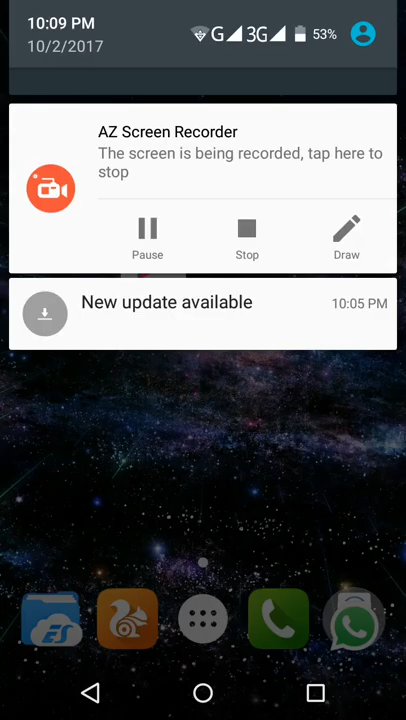 10:09 PM
G 3G 53%
10/2/2017
AZ Screen Recorder
The screen is being recorded, tap here to
stop
Pause Stop Draw
New update available 10:05 PM
ES